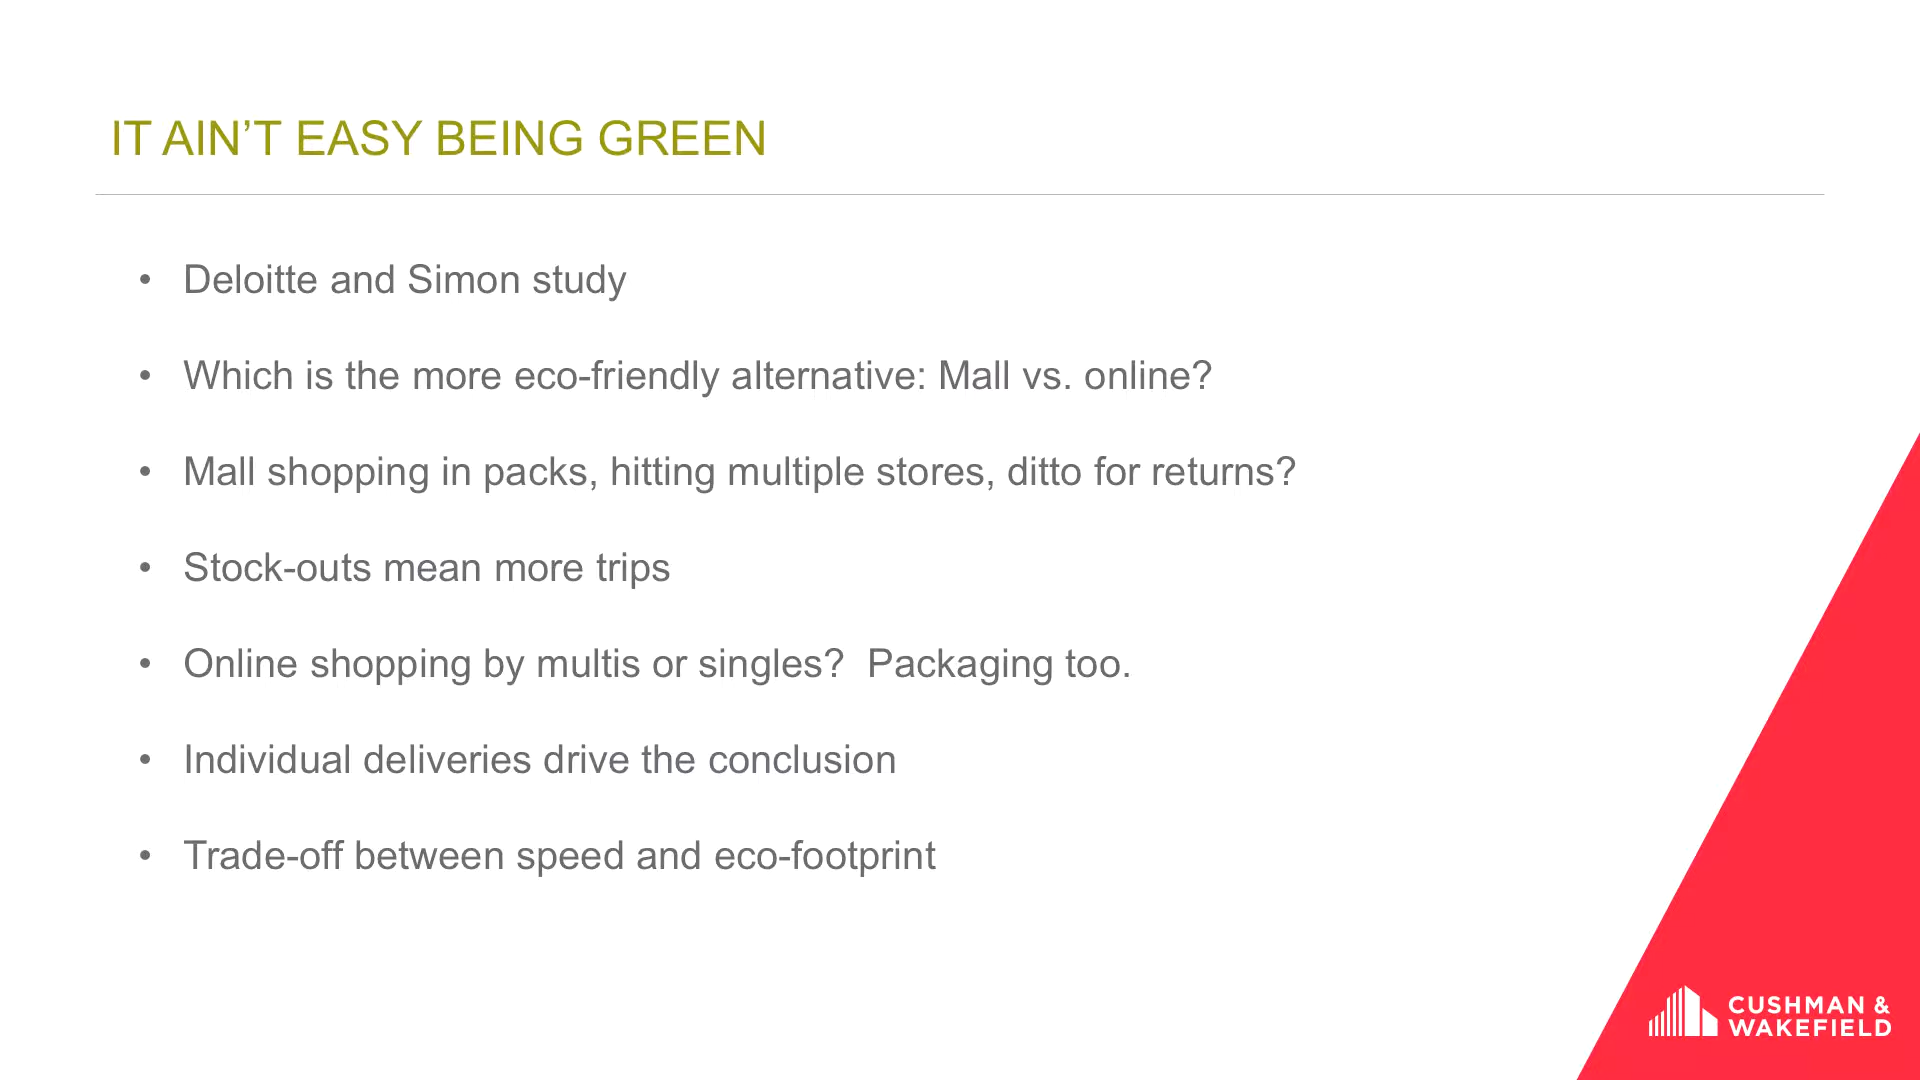 IT AIN’T EASY BEING GREEN
• Deloitte and Simon study
• Which is the more eco-friendly alternative: Mall vs. online?
• Mall shopping in packs, hitting multiple stores, ditto for returns?
• Stock-outs mean more trips
• Online shopping by multis or singles?  Packaging too.
• Individual deliveries drive the conclusion
• Trade-off between speed and eco-footprint
CUSHMAN &
WAKEFIELD